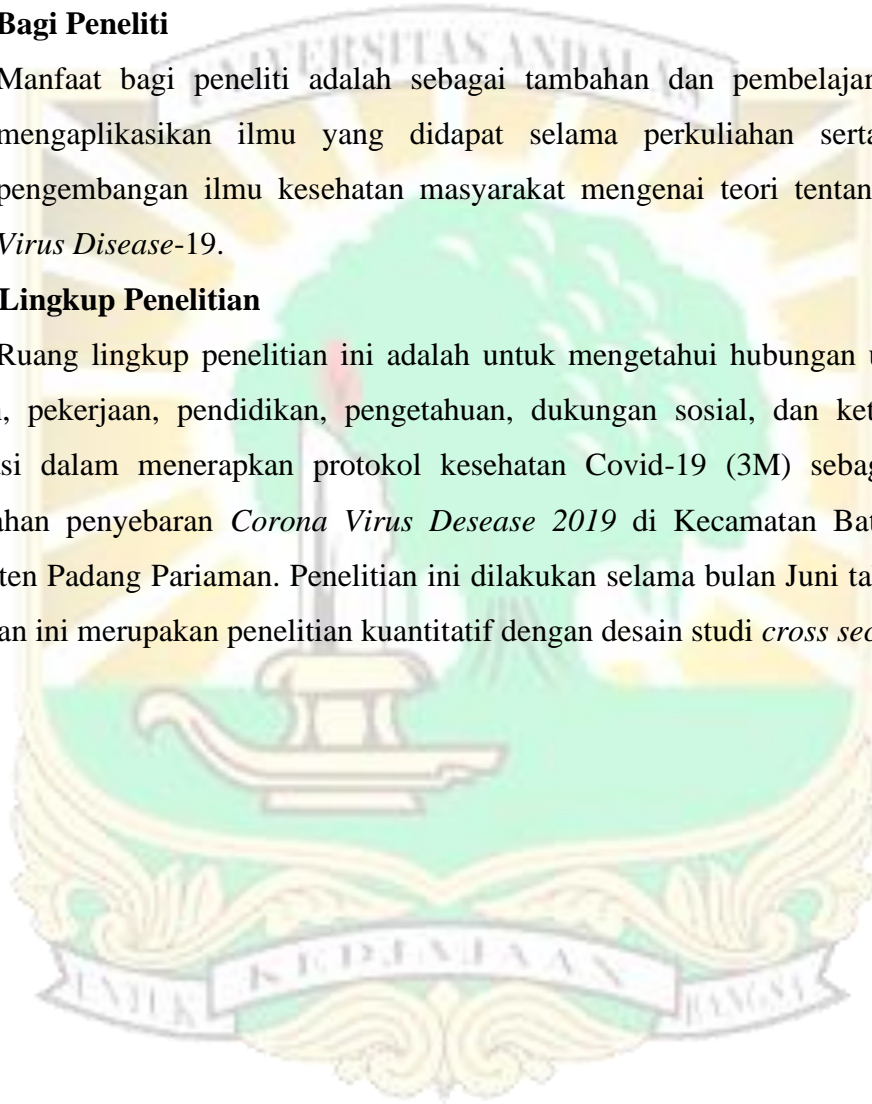 Bagi Peneliti
UNIVERSITAS ANDALAS
Manfaat bagi peneliti adalah sebagai tambahan dan pembelajar
mengaplikasikan ilmu yang didapat selama perkuliahan serta
pengembangan ilmu kesehatan masyarakat mengenai teori tentan
Virus Disease-19.
Lingkup Penelitian
Ruang lingkup penelitian ini adalah untuk mengetahui hubungan u
, pekerjaan, pendidikan, pengetahuan, dukungan sosial, dan ket
si dalam menerapkan protokol kesehatan Covid-19 (3M) sebag
ahan penyebaran Corona Virus Desease 2019 di Kecamatan Bat
ten Padang Pariaman. Penelitian ini dilakukan selama bulan Juni ta
an ini merupakan penelitian kuantitatif dengan desain studi cross sec
UNTUK KEDJAJAAN BANGSA